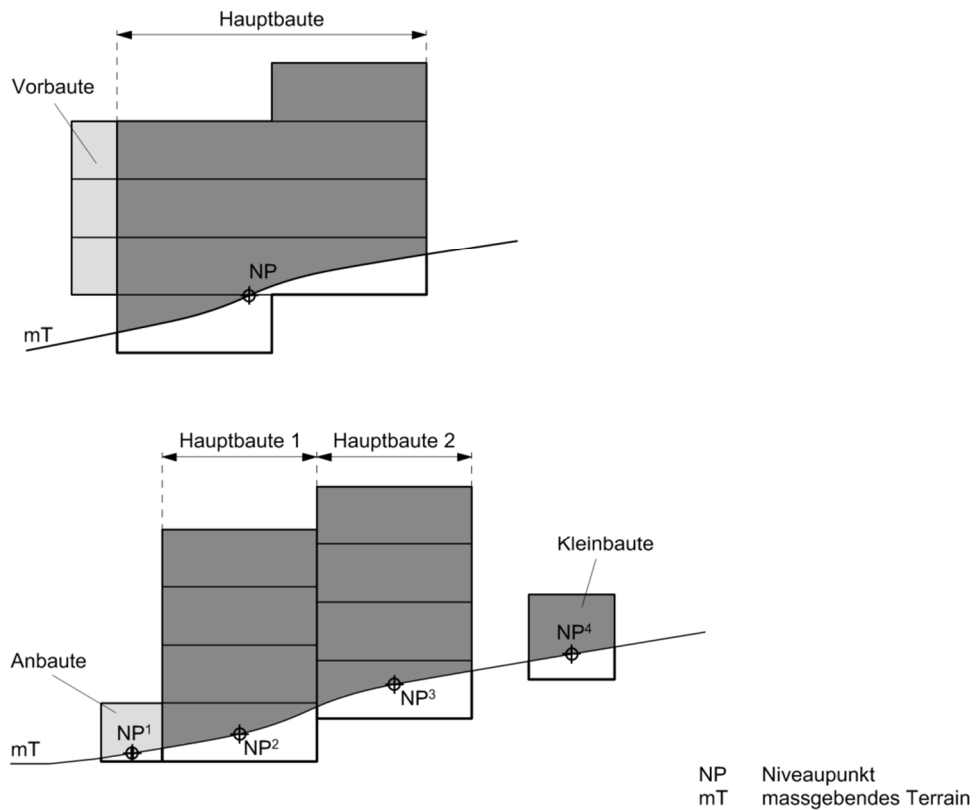 Hauptbaute
Vorbaute
NP
mT
Hauptbaute 1
Hauptbaute 2
Kleinbaute
NP⁴
Anbaute
NP³
NP¹
NP²
mT
NP Niveaupunkt
mT massgebendes Terrain